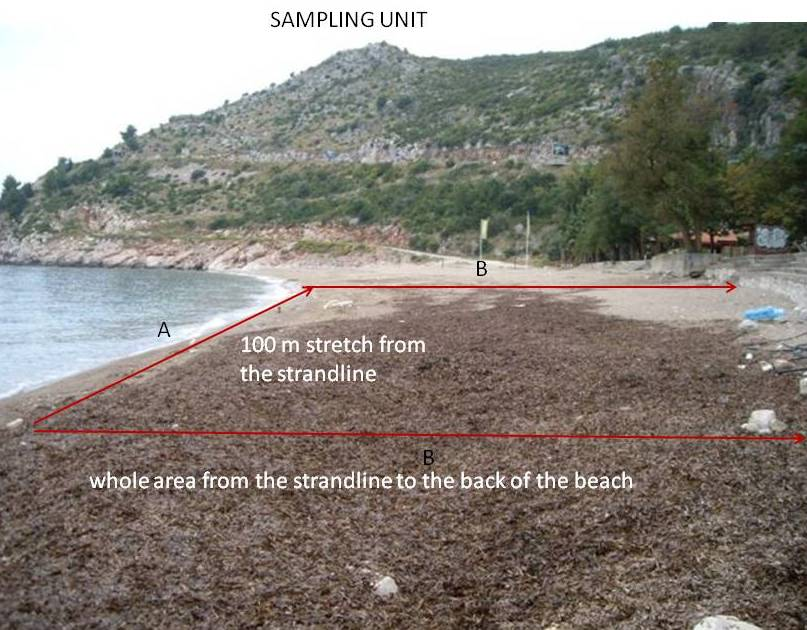 SAMPLING UNIT
B
A
100 m stretch from
the strandline
B
whole area from the strandline to the back of the beach